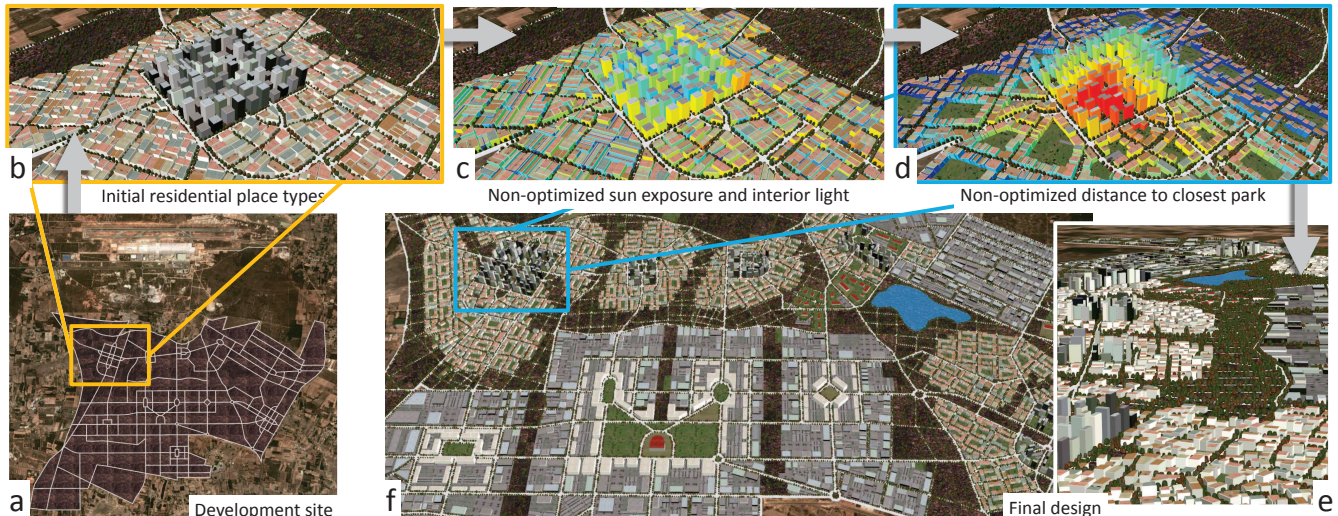 b
c
d
Initial residential place types
Non-optimized sun exposure and interior light
Non-optimized distance to closest park
a
Development site
f
Final design
e